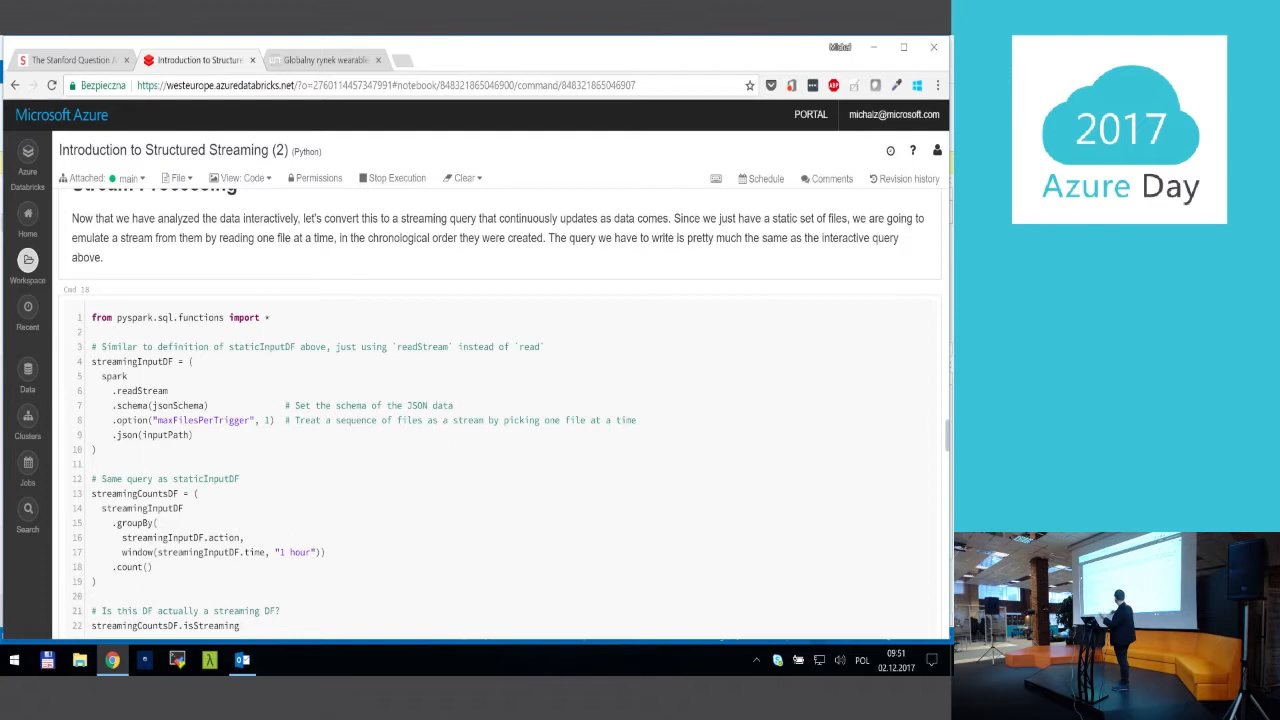 Michał
The Stanford Question A
Introduction to Structure
Globalny rynek wearable
Bezpieczna
https://westeurope.azuredatabricks.net/?o=2760114457347991#notebook/848321865046900/command/848321865046907
ABP
Microsoft Azure
PORTAL
michalz@microsoft.com
Azure
Databricks
Home
Workspace
Recent
Data
Clusters
Jobs
Search
Introduction to Structured Streaming (2) (Python)
Attached: main
File
View: Code
Permissions
Stop Execution
Clear
Schedule
Comments
Revision history
Stream Processing
Now that we have analyzed the data interactively, let's convert this to a streaming query that continuously updates as data comes. Since we just have a static set of files, we are going to
emulate a stream from them by reading one file at a time, in the chronological order they were created. The query we have to write is pretty much the same as the interactive query
above.
Cmd 18
1 from pyspark.sql.functions import *
2
3 # Similar to definition of staticInputDF above, just using `readStream` instead of `read`
4 streamingInputDF = (
5 spark
6 .readStream
7 .schema(jsonSchema) # Set the schema of the JSON data
8 .option("maxFilesPerTrigger", 1) # Treat a sequence of files as a stream by picking one file at a time
9 .json(inputPath)
10 )
11
12 # Same query as staticInputDF
13 streamingCountsDF = (
14 streamingInputDF
15 .groupBy(
16 streamingInputDF.action,
17 window(streamingInputDF.time, "1 hour"))
18 .count()
19 )
20
21 # Is this DF actually a streaming DF?
22 streamingCountsDF.isStreaming
POL
09:51
02.12.2017
2017
Azure Day